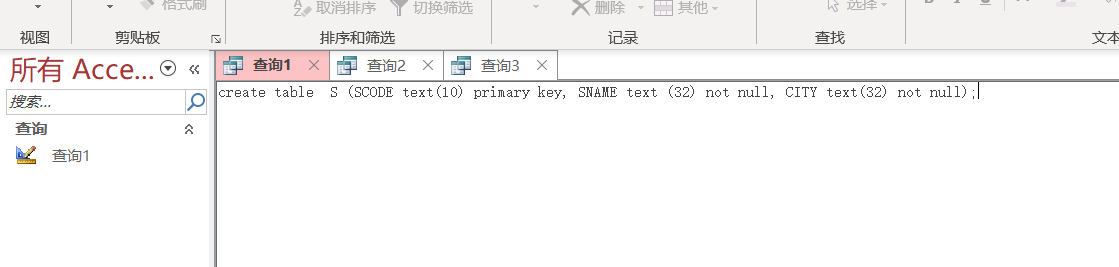 格式刷
取消排序
切换筛选
删除
其他
选择
视图
剪贴板
排序和筛选
记录
查找
文本
所有 Acce...
查询1
查询2
查询3
搜索...
create table  S (SCODE text(10) primary key, SNAME text (32) not null, CITY text(32) not null);
查询
查询1